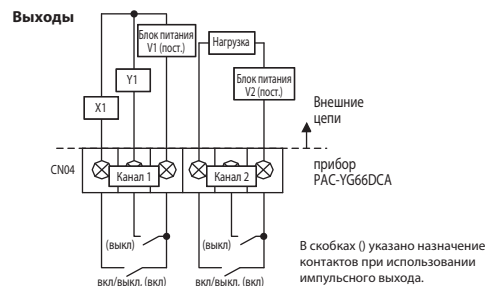 Выходы
Блок питания
V1 (пост.)
Нагрузка
Y1
Блок питания
V2 (пост.)
X1
Внешние
цепи
CN04
Канал 1
Канал 2
прибор
PAC-YG66DCA
(выкл)
(выкл)
вкл/выкл, (вкл)
вкл/выкл, (вкл)
В скобках () указано назначение
контактов при использовании
импульсного выхода.